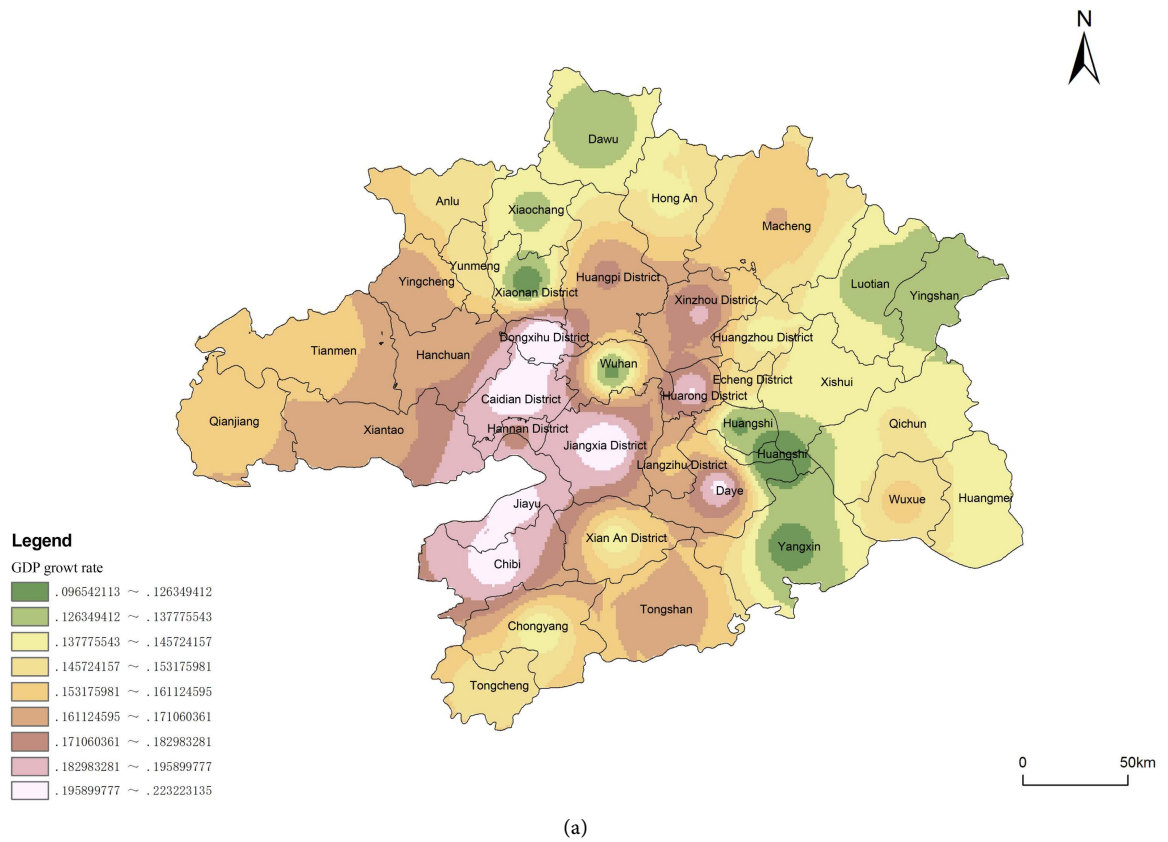 N
Dawu
Anlu
Xiaochang
Hong An
Macheng
Yunmeng
Yingcheng
Xiaonan District
Huangpi District
Luotian
Yingshan
Xinzhou District
Dongxihu District
Huangzhou District
Tianmen
Hanchuan
Wuhan
Echeng District
Xishui
Caidian District
Huarong District
Qianjiang
Xiantao
Hannan District
Huangshi
Qichun
Jiangxia District
Huangshi
Liangzihu District
Daye
Wuxue
Huangmei
Jiayu
Xian An District
Yangxin
Chibi
Tongshan
Chongyang
Tongcheng
Legend
GDP growt rate
.096542113 ～ .126349412
.126349412 ～ .137775543
.137775543 ～ .145724157
.145724157 ～ .153175981
.153175981 ～ .161124595
.161124595 ～ .171060361
.171060361 ～ .182983281
.182983281 ～ .195899777
.195899777 ～ .223223135
0 50km
(a)